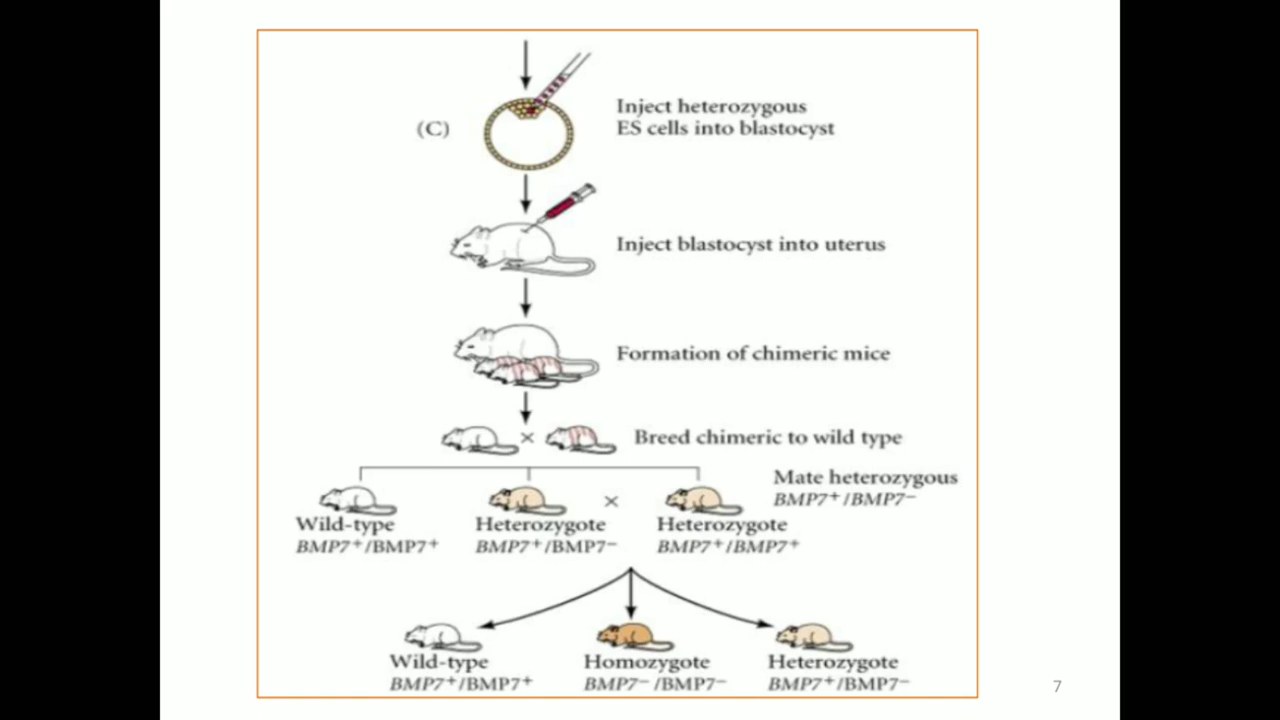 (C)
Inject heterozygous
ES cells into blastocyst
Inject blastocyst into uterus
Formation of chimeric mice
×
Breed chimeric to wild type
Mate heterozygous
BMP7⁺/BMP7⁻
×
Wild-type
BMP7⁺/BMP7⁺
Heterozygote
BMP7⁺/BMP7⁻
Heterozygote
BMP7⁺/BMP7⁺
Wild-type
BMP7⁺/BMP7⁺
Homozygote
BMP7⁻ /BMP7⁻
Heterozygote
BMP7⁺/BMP7⁻
7